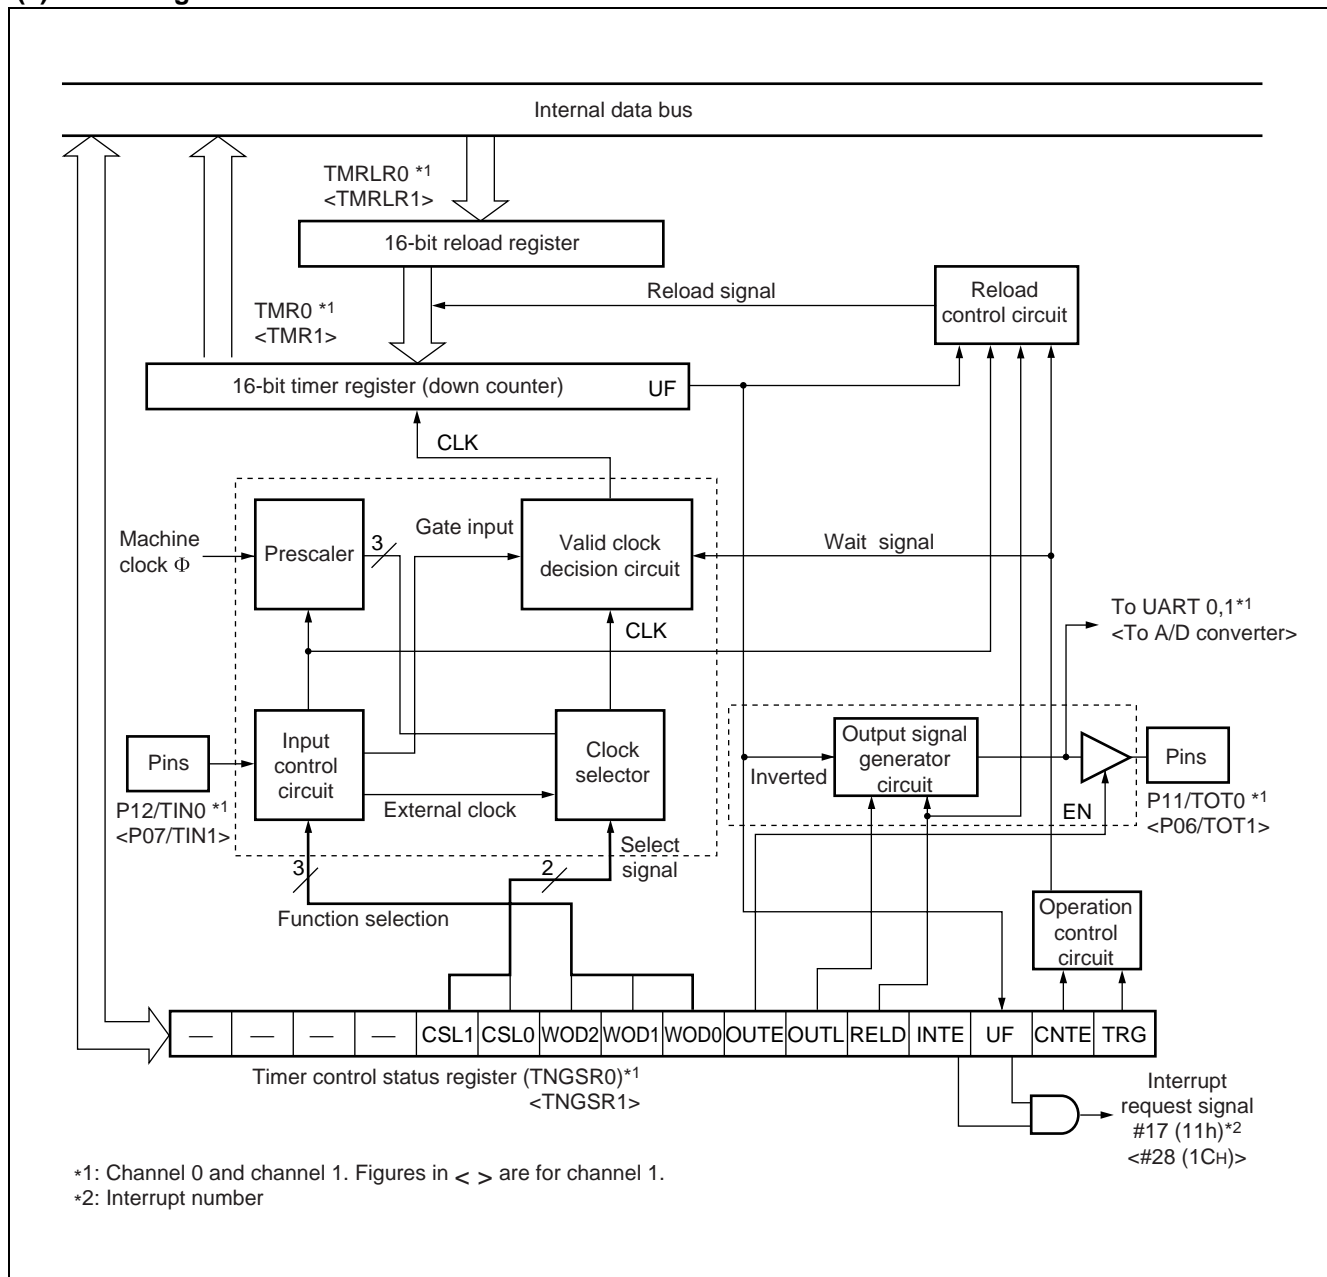 Internal data bus
TMRLR0 *1
<TMRLR1>
16-bit reload register
Reload signal
Reload
control circuit
TMR0 *1
<TMR1>
16-bit timer register (down counter)
UF
CLK
Machine
clock Φ
Prescaler
3
Gate input
Valid clock
decision circuit
Wait signal
CLK
To UART 0,1*1
<To A/D converter>
Pins
P12/TIN0 *1
<P07/TIN1>
Input
control
circuit
External clock
Clock
selector
Inverted
Output signal
generator
circuit
EN
Pins
P11/TOT0 *1
<P06/TOT1>
3
2
Select
signal
Function selection
Operation
control
circuit
— — — — CSL1 CSL0 WOD2 WOD1 WOD0 OUTE OUTL RELD INTE UF CNTE TRG
Timer control status register (TNGSR0)*1
<TNGSR1>
Interrupt
request signal
#17 (11h)*2
<#28 (1CH)>
*1: Channel 0 and channel 1. Figures in < > are for channel 1.
*2: Interrupt number